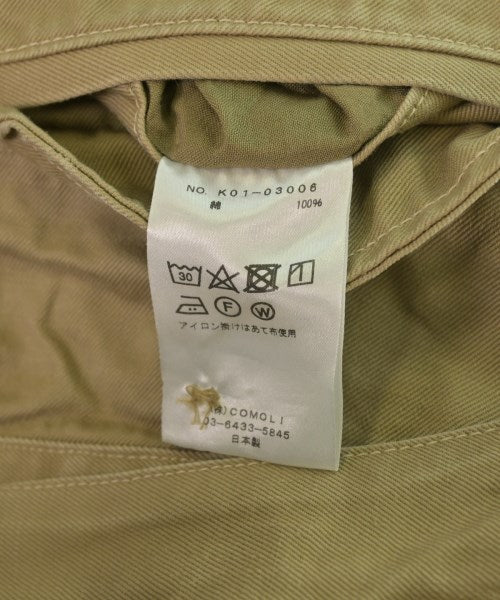 NO. K01-03006
綿 100%
30
F W
アイロン掛けはあて布使用
(株)COMOLI
03-6433-5845
日本製